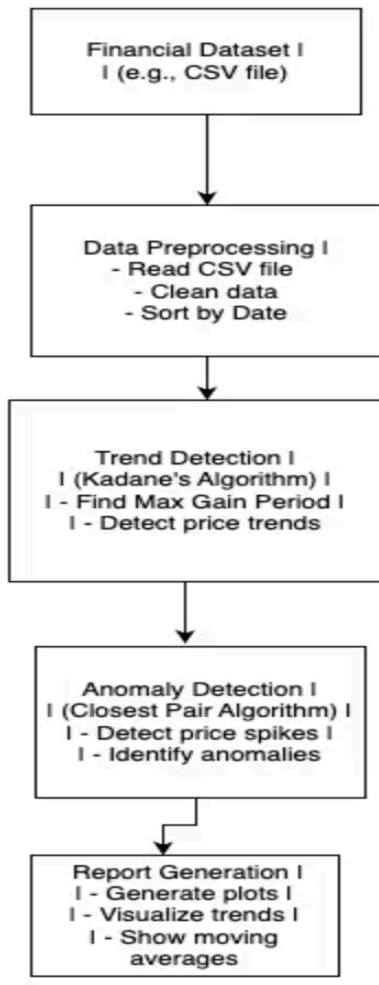 Financial Dataset |
| (e.g., CSV file)
Data Preprocessing |
- Read CSV file
- Clean data
- Sort by Date
Trend Detection |
| (Kadane's Algorithm) |
| - Find Max Gain Period |
| - Detect price trends
Anomaly Detection |
| (Closest Pair Algorithm) |
| - Detect price spikes |
| - Identify anomalies
Report Generation |
| - Generate plots |
| - Visualize trends |
| - Show moving
averages